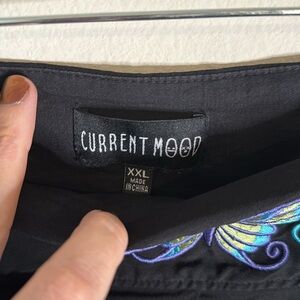 CURRENT MOOD
XXL
MADE
IN CHINA